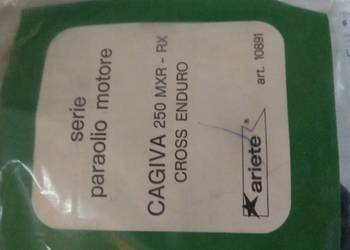 serie
paraolio motore
CAGIVA 250 MXR - RX
CROSS ENDURO
ariete
art. 10891